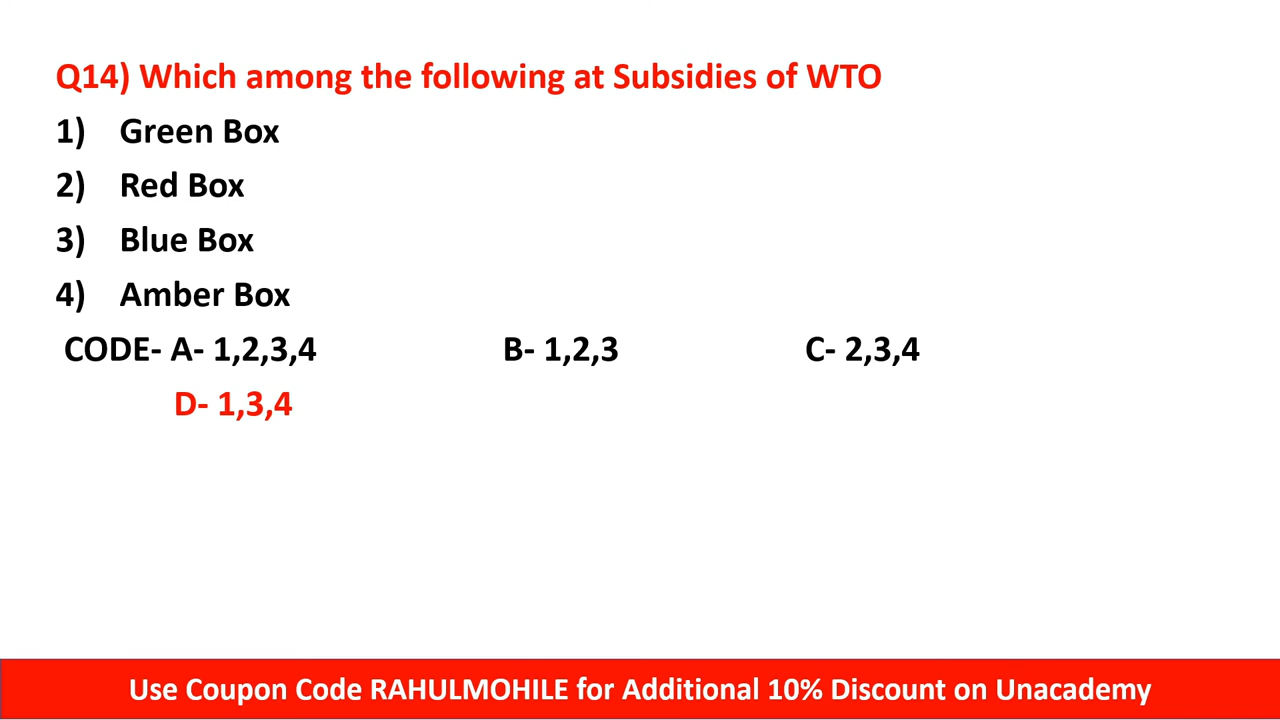 Q14) Which among the following at Subsidies of WTO
1) Green Box
2) Red Box
3) Blue Box
4) Amber Box
CODE- A- 1,2,3,4 B- 1,2,3 C- 2,3,4
D- 1,3,4
Use Coupon Code RAHULMOHILE for Additional 10% Discount on Unacademy